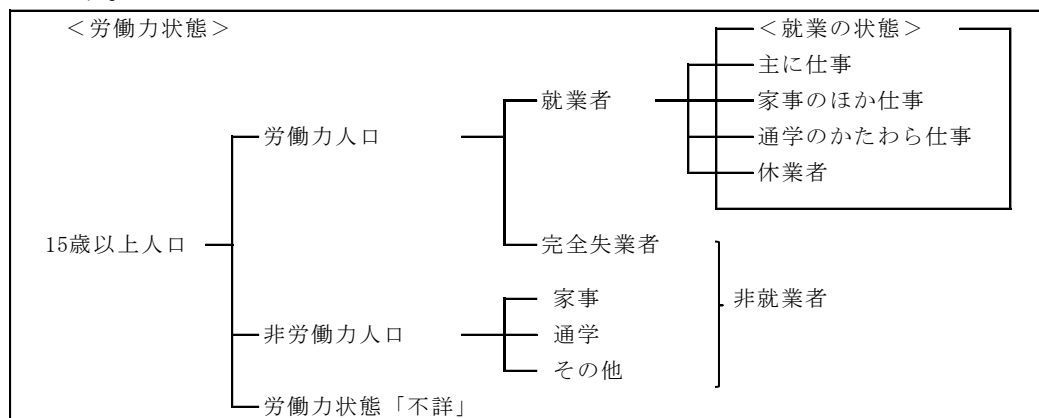 ＜労働力状態＞
＜就業の状態＞
主に仕事
就業者
家事のほか仕事
労働力人口
通学のかたわら仕事
休業者
15歳以上人口
完全失業者
家事
非就業者
非労働力人口
通学
その他
労働力状態「不詳」